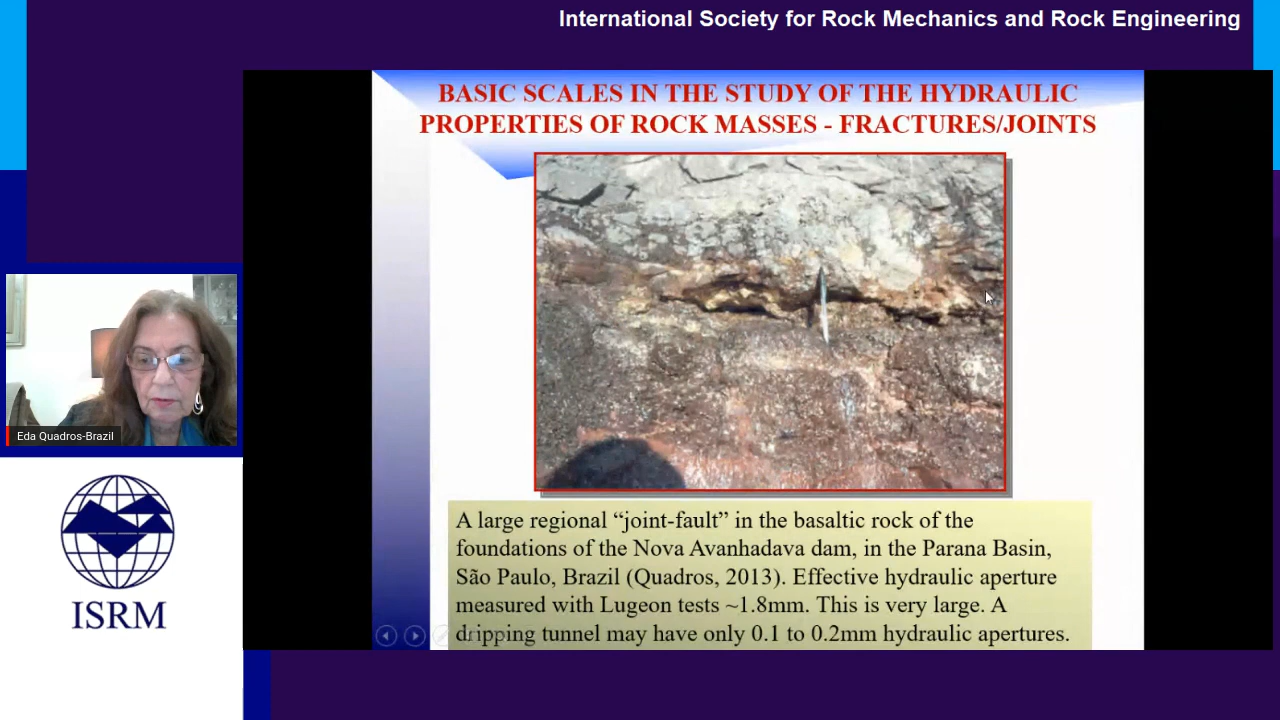 International Society for Rock Mechanics and Rock Engineering
BASIC SCALES IN THE STUDY OF THE HYDRAULIC
PROPERTIES OF ROCK MASSES - FRACTURES/JOINTS
Eda Quadros-Brazil
ISRM
A large regional “joint-fault” in the basaltic rock of the
foundations of the Nova Avanhadava dam, in the Parana Basin,
São Paulo, Brazil (Quadros, 2013). Effective hydraulic aperture
measured with Lugeon tests ~1.8mm. This is very large. A
dripping tunnel may have only 0.1 to 0.2mm hydraulic apertures.